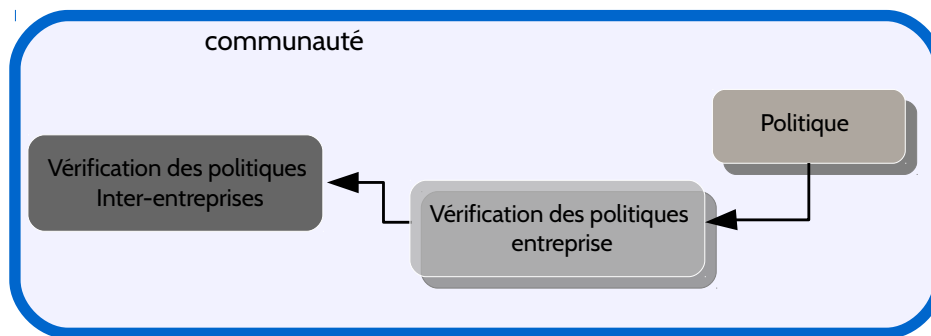 communauté
Politique
Vérification des politiques
Inter-entreprises
Vérification des politiques
entreprise